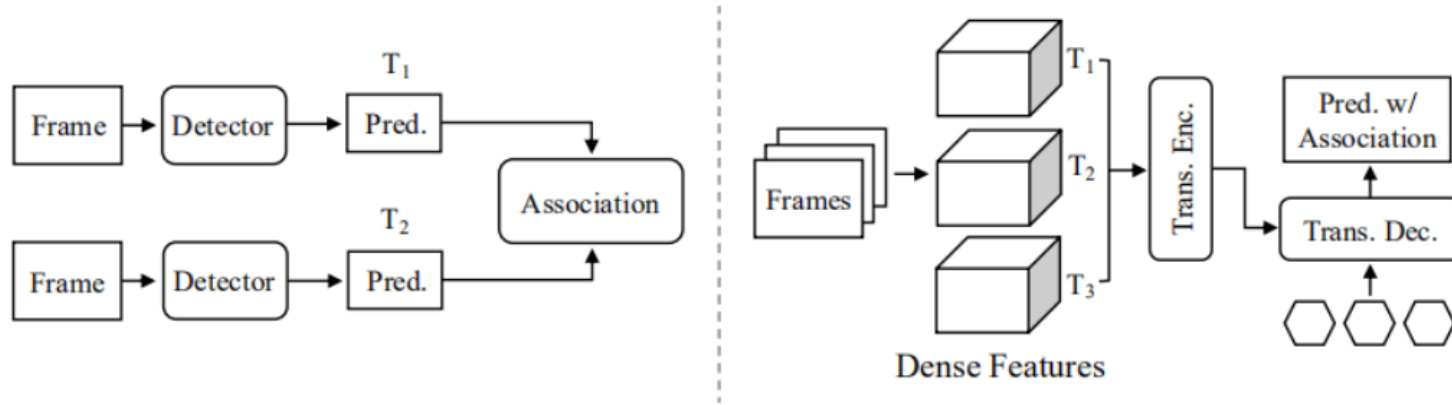 T1
Frame
Detector
Pred.
Association
T2
Frame
Detector
Pred.
Frames
T1
T2
T3
Dense Features
Trans. Enc.
Pred. w/
Association
Trans. Dec.